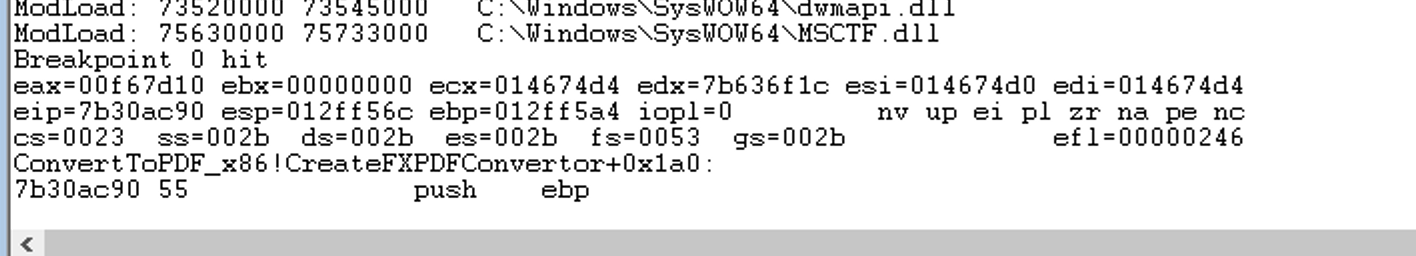 ModLoad: 73520000 73545000   C:\Windows\SysWOW64\dwmapi.dll
ModLoad: 75630000 75733000   C:\Windows\SysWOW64\MSCTF.dll
Breakpoint 0 hit
eax=00f67d10 ebx=00000000 ecx=014674d4 edx=7b636f1c esi=014674d0 edi=014674d4
eip=7b30ac90 esp=012ff56c ebp=012ff5a4 iopl=0         nv up ei pl zr na pe nc
cs=0023  ss=002b  ds=002b  es=002b  fs=0053  gs=002b             efl=00000246
ConvertToPDF_x86!CreateFXPDFConvertor+0x1a0:
7b30ac90 55              push    ebp